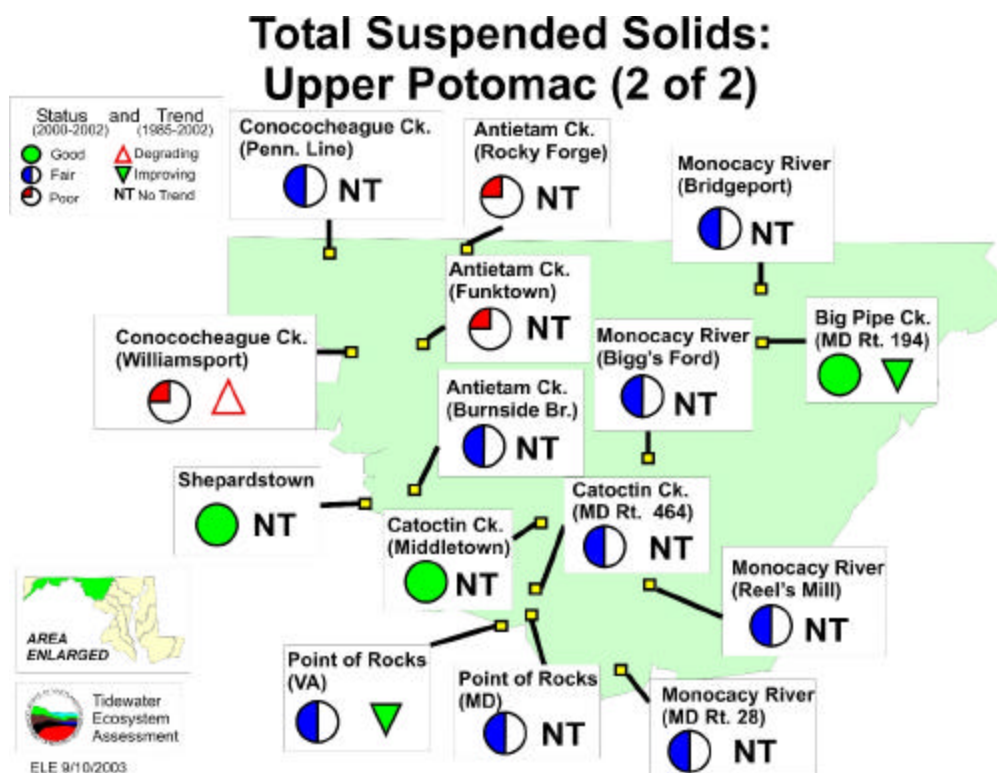 Total Suspended Solids:
Upper Potomac (2 of 2)
Status and Trend
(2000-2002) (1985-2002)
Good Degrading
Fair Improving
Poor NT No Trend
Conococheague Ck.
(Penn. Line)
NT
Antietam Ck.
(Rocky Forge)
NT
Monocacy River
(Bridgeport)
NT
Antietam Ck.
(Funktown)
NT
Conococheague Ck.
(Williamsport)
Monocacy River
(Bigg's Ford)
NT
Big Pipe Ck.
(MD Rt. 194)
Antietam Ck.
(Burnside Br.)
NT
Shepardstown
NT
Catoctin Ck.
(Middletown)
NT
Catoctin Ck.
(MD Rt. 464)
NT
Monocacy River
(Reel's Mill)
NT
Point of Rocks
(VA)
Point of Rocks
(MD)
NT
Monocacy River
(MD Rt. 28)
NT
AREA
ENLARGED
Tidewater
Ecosystem
Assessment
ELE 9/10/2003